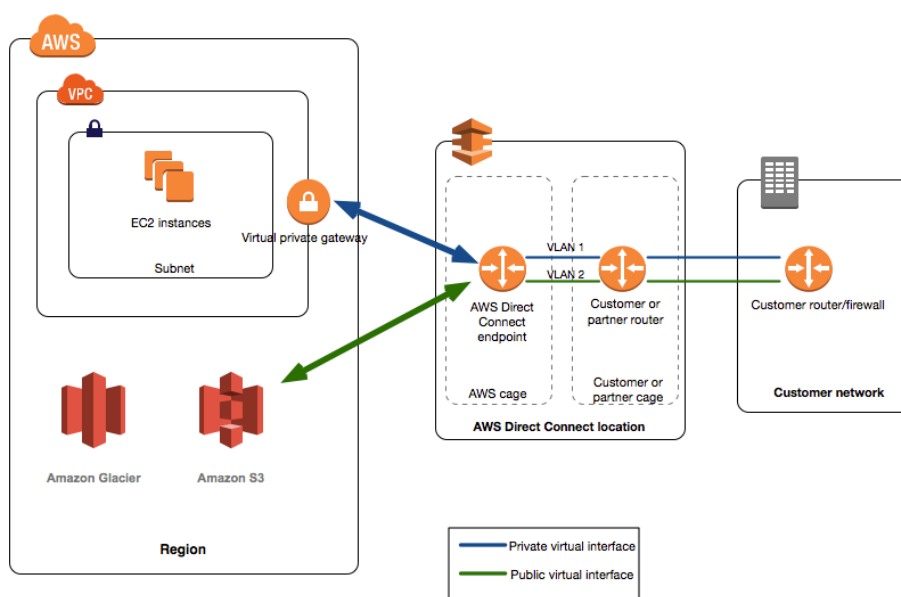 AWS
VPC
EC2 instances
Subnet
Virtual private gateway
Amazon Glacier
Amazon S3
Region
VLAN 1
VLAN 2
AWS Direct
Connect
endpoint
AWS cage
Customer or
partner router
Customer or
partner cage
AWS Direct Connect location
Customer router/firewall
Customer network
Private virtual interface
Public virtual interface